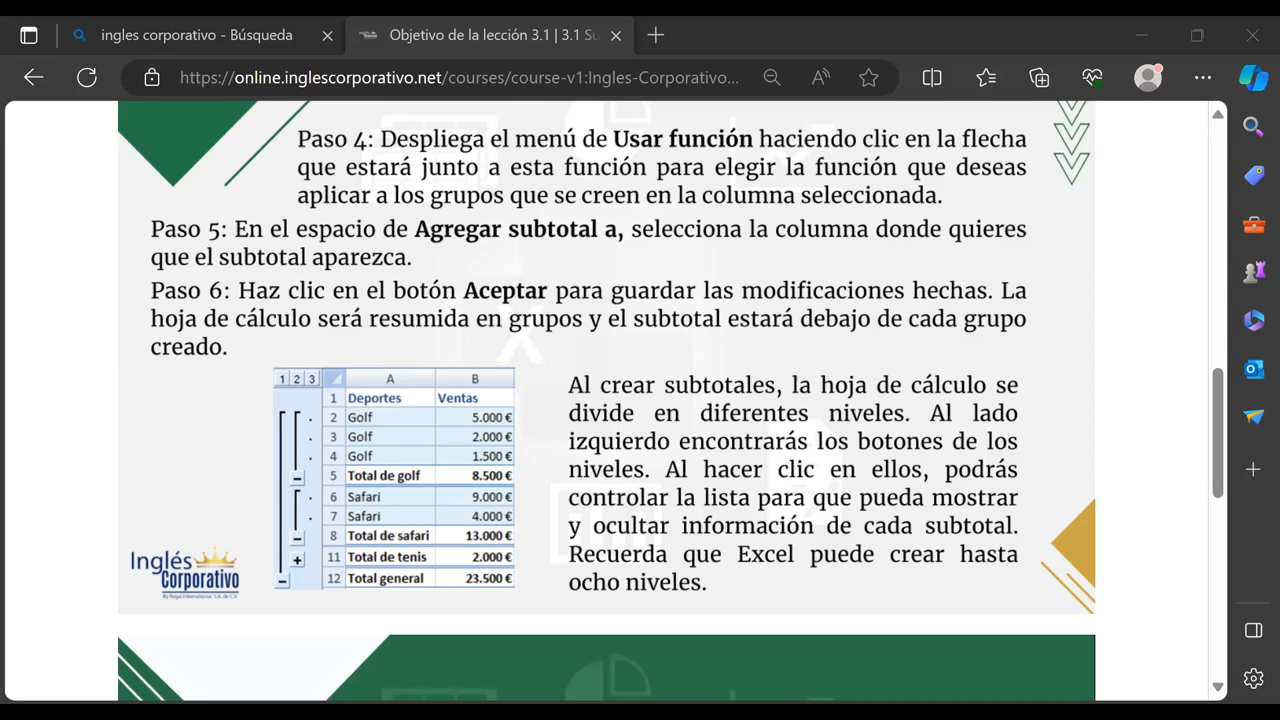 ingles corporativo - Búsqueda
Objetivo de la lección 3.1 | 3.1 Su
https://online.inglescorporativo.net/courses/course-v1:Ingles-Corporativo...
Paso 4: Despliega el menú de Usar función haciendo clic en la flecha
que estará junto a esta función para elegir la función que deseas
aplicar a los grupos que se creen en la columna seleccionada.
Paso 5: En el espacio de Agregar subtotal a, selecciona la columna donde quieres
que el subtotal aparezca.
Paso 6: Haz clic en el botón Aceptar para guardar las modificaciones hechas. La
hoja de cálculo será resumida en grupos y el subtotal estará debajo de cada grupo
creado.
1 2 3 A B
1 Deportes Ventas
2 Golf 5.000 €
3 Golf 2.000 €
4 Golf 1.500 €
5 Total de golf 8.500 €
6 Safari 9.000 €
7 Safari 4.000 €
8 Total de safari 13.000 €
11 Total de tenis 2.000 €
12 Total general 23.500 €
Al crear subtotales, la hoja de cálculo se
divide en diferentes niveles. Al lado
izquierdo encontrarás los botones de los
niveles. Al hacer clic en ellos, podrás
controlar la lista para que pueda mostrar
y ocultar información de cada subtotal.
Recuerda que Excel puede crear hasta
ocho niveles.
Inglés
Corporativo
By Regui International, S.A. de C.V.